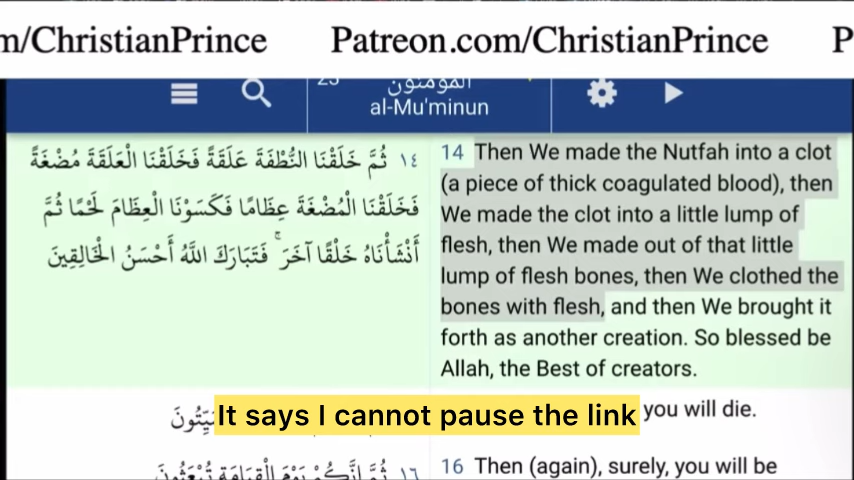 m/ChristianPrince Patreon.com/ChristianPrince P
المؤمنون
al-Mu'minun
١٤ ثُمَّ خَلَقْنَا النُّطْفَةَ عَلَقَةً فَخَلَقْنَا الْعَلَقَةَ مُضْغَةً
فَخَلَقْنَا الْمُضْغَةَ عِظَامًا فَكَسَوْنَا الْعِظَامَ لَحْمًا ثُمَّ
أَنْشَأْنَاهُ خَلْقًا آخَرَ ۚ فَتَبَارَكَ اللَّهُ أَحْسَنُ الْخَالِقِينَ
14 Then We made the Nutfah into a clot
(a piece of thick coagulated blood), then
We made the clot into a little lump of
flesh, then We made out of that little
lump of flesh bones, then We clothed the
bones with flesh, and then We brought it
forth as another creation. So blessed be
Allah, the Best of creators.
It says I cannot pause the link
you will die.
١٦ ثُمَّ إِنَّكُمْ يَوْمَ الْقِيَامَةِ تُبْعَثُونَ
16 Then (again), surely, you will be